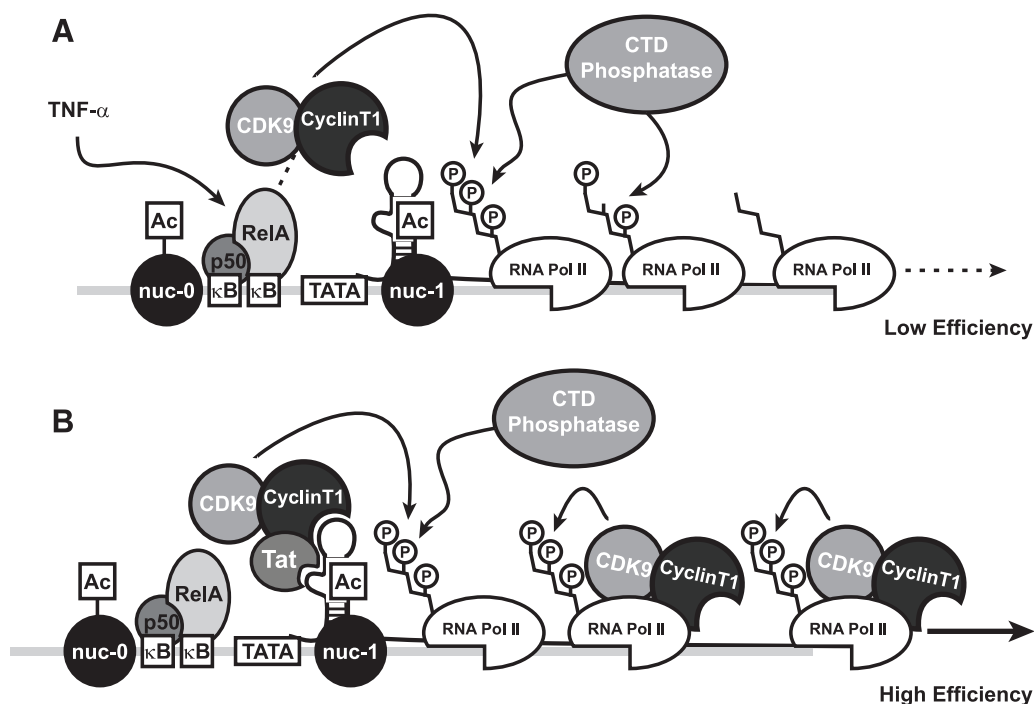 A
CTD
Phosphatase
TNF-α
CDK9
CyclinT1
P
P
P
P
P
Ac
RelA
Ac
p50
RNA Pol II
RNA Pol II
RNA Pol II
nuc-0
κB
κB
TATA
nuc-1
Low Efficiency
B
CTD
Phosphatase
CDK9
CyclinT1
Tat
P
P
P
P
P
P
P
P
P
CDK9
CyclinT1
CDK9
CyclinT1
Ac
RelA
Ac
p50
RNA Pol II
RNA Pol II
RNA Pol II
nuc-0
κB
κB
TATA
nuc-1
High Efficiency